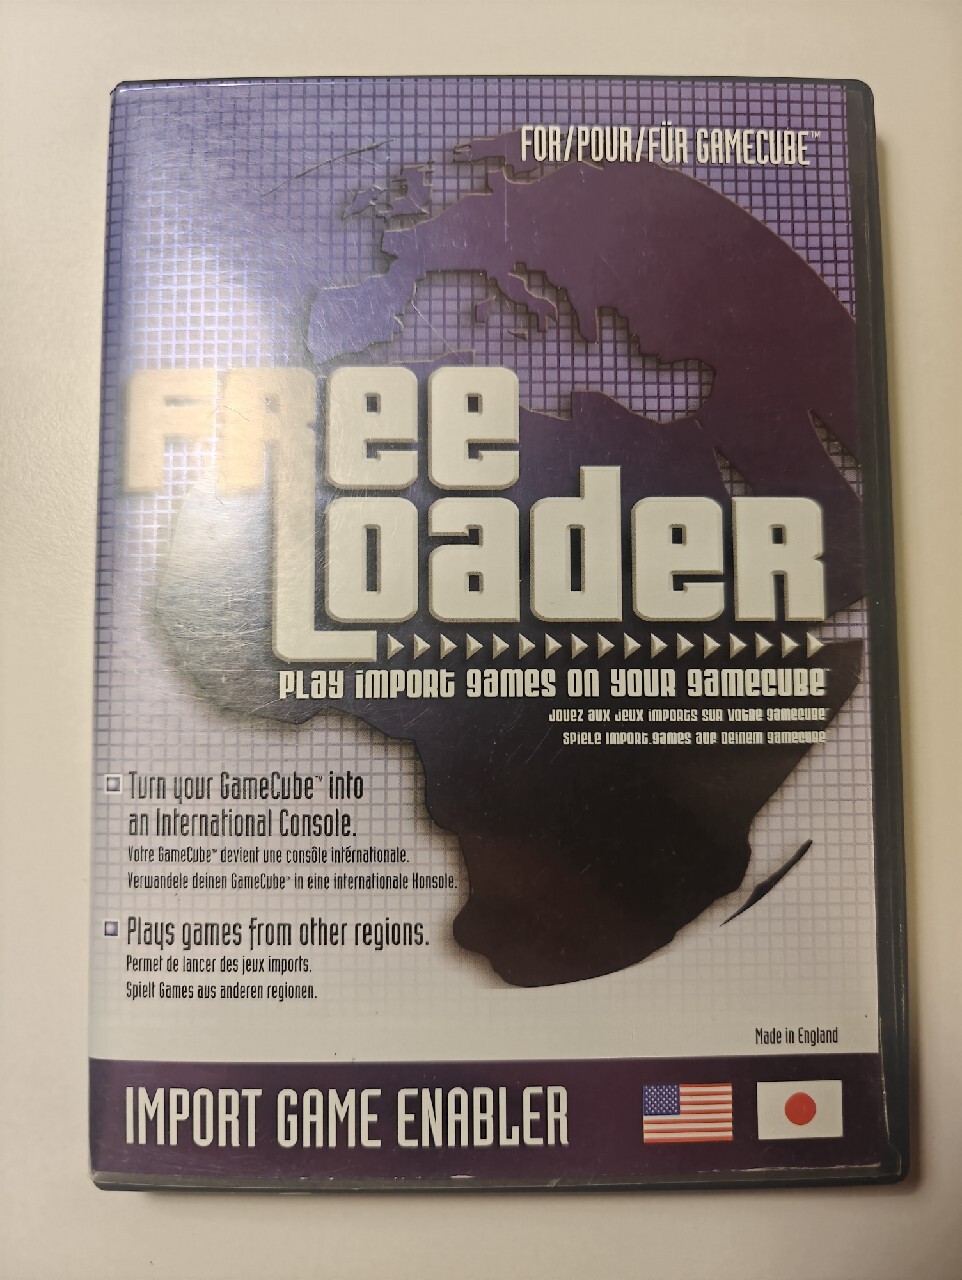 FOR/POUR/FÜR GAMECUBE™
FREE
LOADER
PLAY IMPORT GAMES ON YOUR GAMECUBE™
JOUEZ AUX JEUX IMPORTS SUR VOTRE GAMECUBE
SPIELE IMPORT GAMES AUF DEINEM GAMECUBE
Turn your GameCube™ into
an International Console.
Votre GameCube™ devient une consôle intérnationale.
Verwandele deinen GameCube™ in eine internationale Konsole.
Plays games from other regions.
Permet de lancer des jeux imports.
Spielt Games aus anderen regionen.
Made in England
IMPORT GAME ENABLER